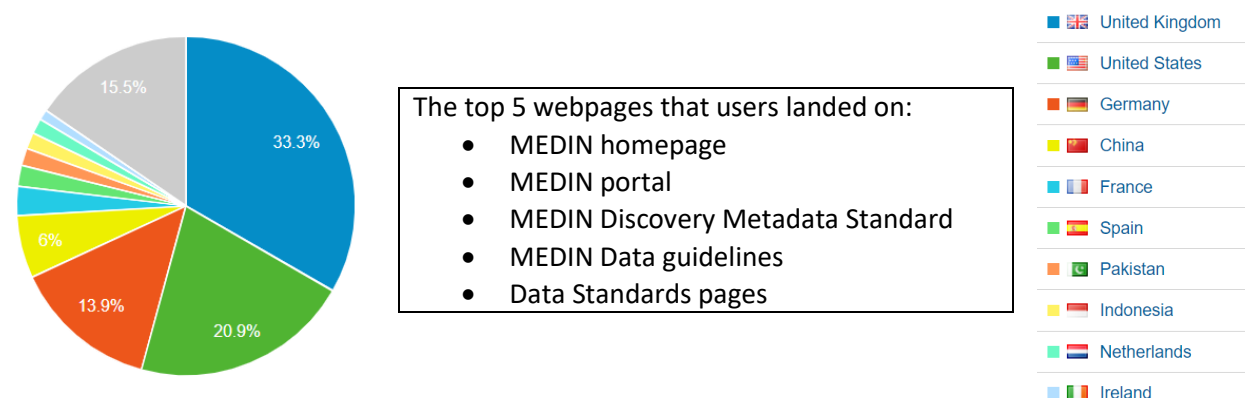 15.5%
33.3%
6%
13.9%
20.9%
The top 5 webpages that users landed on:
• MEDIN homepage
• MEDIN portal
• MEDIN Discovery Metadata Standard
• MEDIN Data guidelines
• Data Standards pages
United Kingdom
United States
Germany
China
France
Spain
Pakistan
Indonesia
Netherlands
Ireland